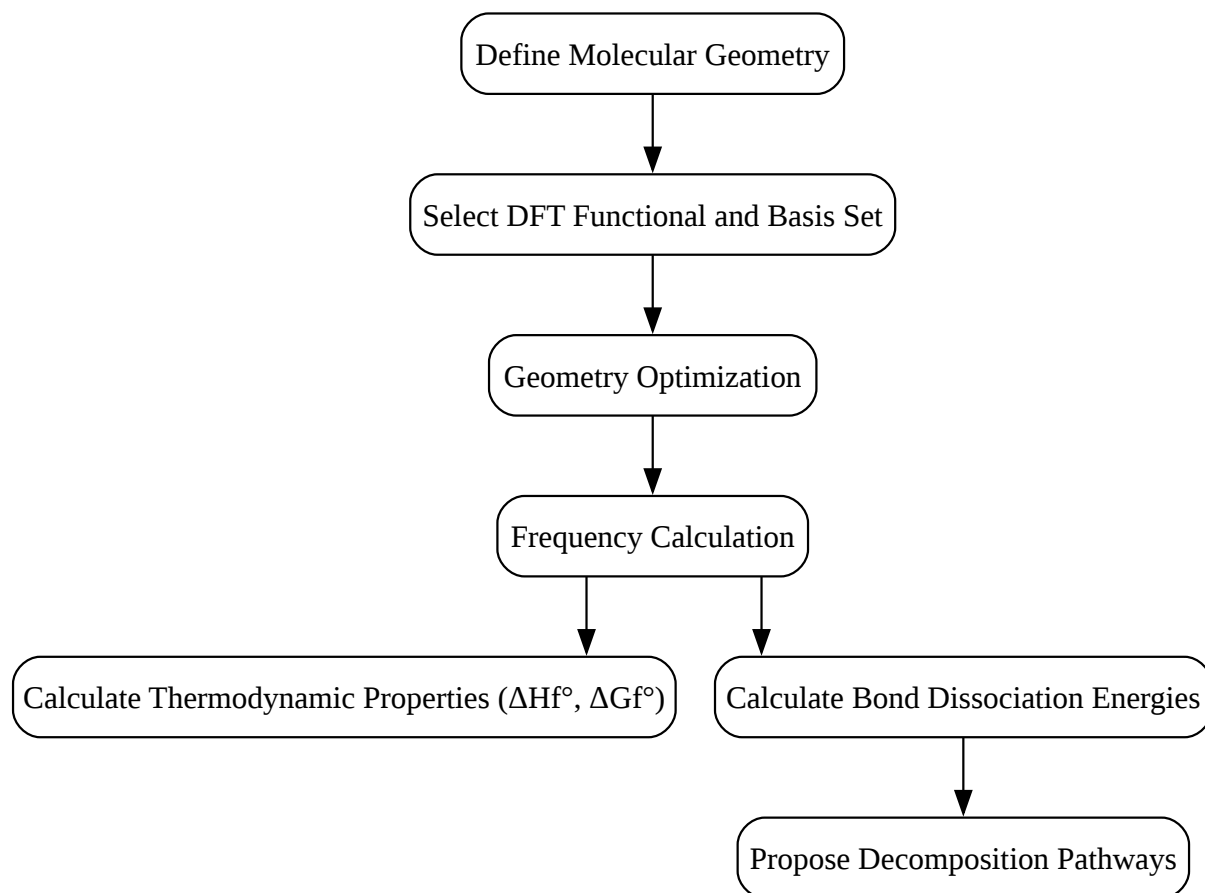 Define Molecular Geometry
Select DFT Functional and Basis Set
Geometry Optimization
Frequency Calculation
Calculate Thermodynamic Properties (ΔHf°, ΔGf°)
Calculate Bond Dissociation Energies
Propose Decomposition Pathways